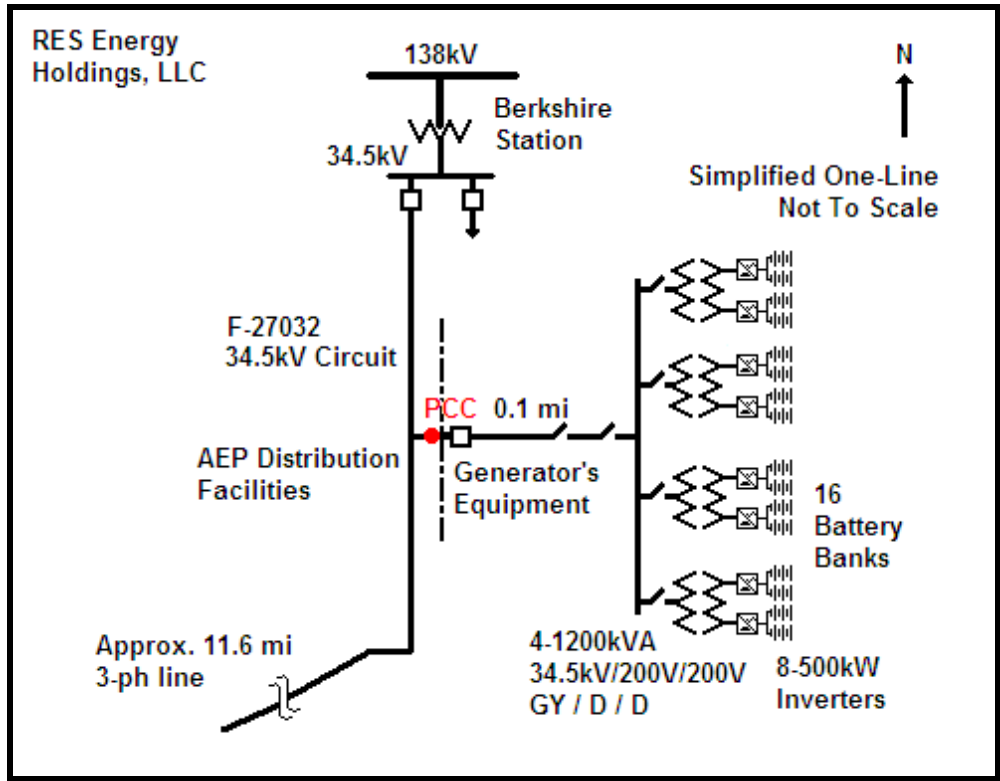 RES Energy
Holdings, LLC
138kV
N
Berkshire
Station
34.5kV
Simplified One-Line
Not To Scale
F-27032
34.5kV Circuit
PCC
0.1 mi
AEP Distribution
Facilities
Generator's
Equipment
16
Battery
Banks
Approx. 11.6 mi
3-ph line
4-1200kVA
34.5kV/200V/200V
GY / D / D
8-500kW
Inverters